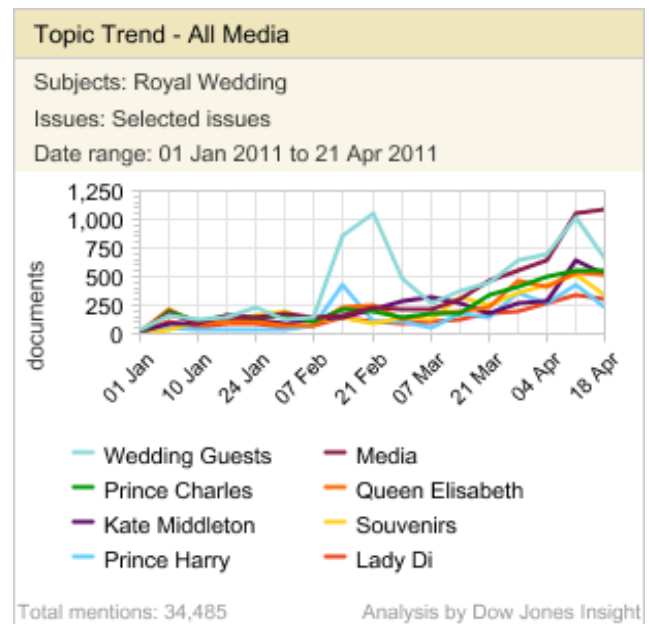 Topic Trend - All Media
Subjects: Royal Wedding
Issues: Selected issues
Date range: 01 Jan 2011 to 21 Apr 2011
1,250
1,000
750
500
250
0
documents
01 Jan
10 Jan
24 Jan
07 Feb
21 Feb
07 Mar
21 Mar
04 Apr
18 Apr
Wedding Guests
Media
Prince Charles
Queen Elisabeth
Kate Middleton
Souvenirs
Prince Harry
Lady Di
Total mentions: 34,485
Analysis by Dow Jones Insight